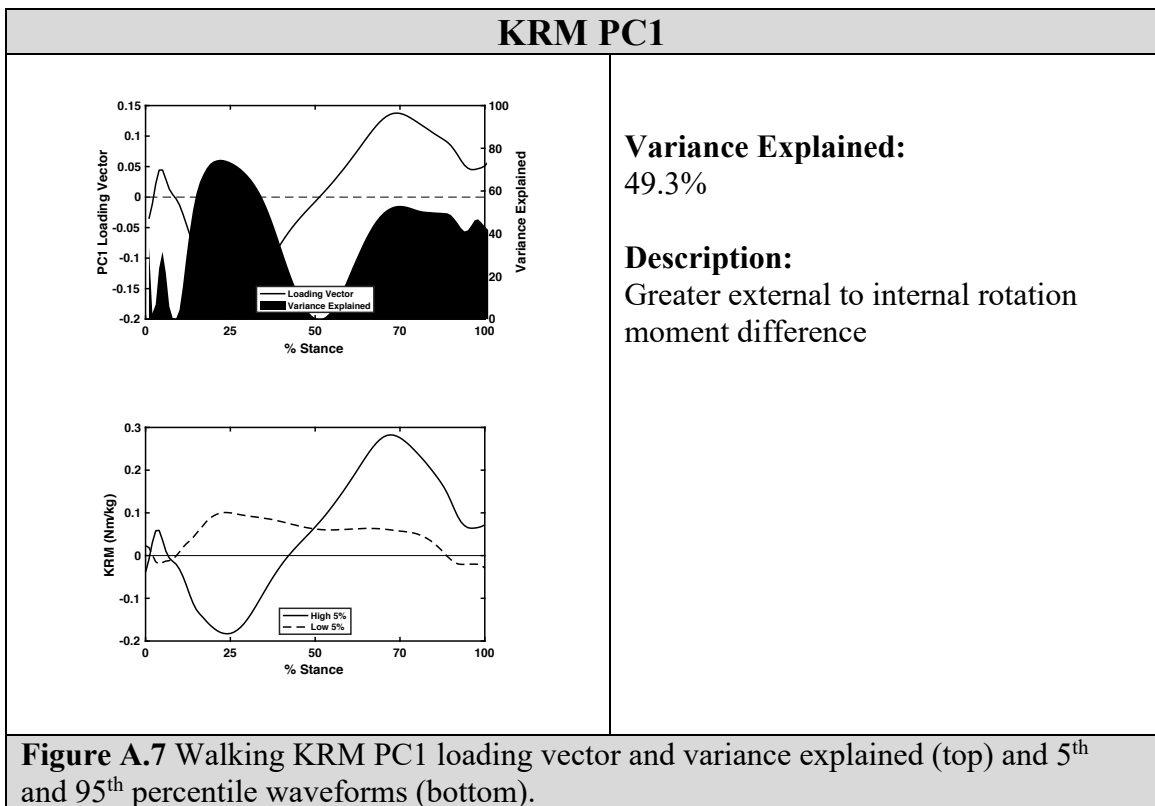 KRM PC1
0.15
0.1
0.05
0
-0.05
-0.1
-0.15
-0.2
PC1 Loading Vector
100
80
60
40
20
0
Variance Explained
Loading Vector
Variance Explained
0 25 50 70 100
% Stance
0.3
0.2
0.1
0
-0.1
-0.2
KRM (Nm/kg)
High 5%
Low 5%
0 25 50 70 100
% Stance
Variance Explained:
49.3%
Description:
Greater external to internal rotation
moment difference
Figure A.7 Walking KRM PC1 loading vector and variance explained (top) and 5th
and 95th percentile waveforms (bottom).